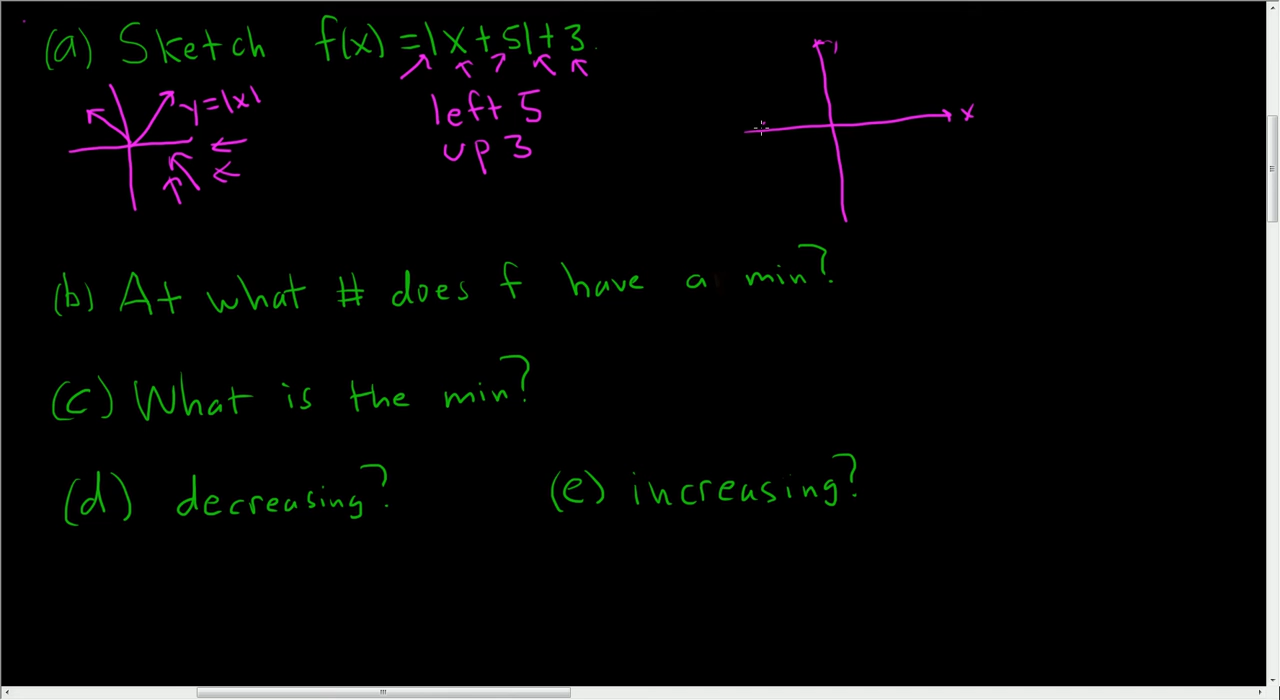 (a) Sketch f(x) = |x + 5| + 3
y = |x|
left 5
up 3
x
(b) At what # does f have a min?
(c) What is the min?
(d) decreasing? (e) increasing?